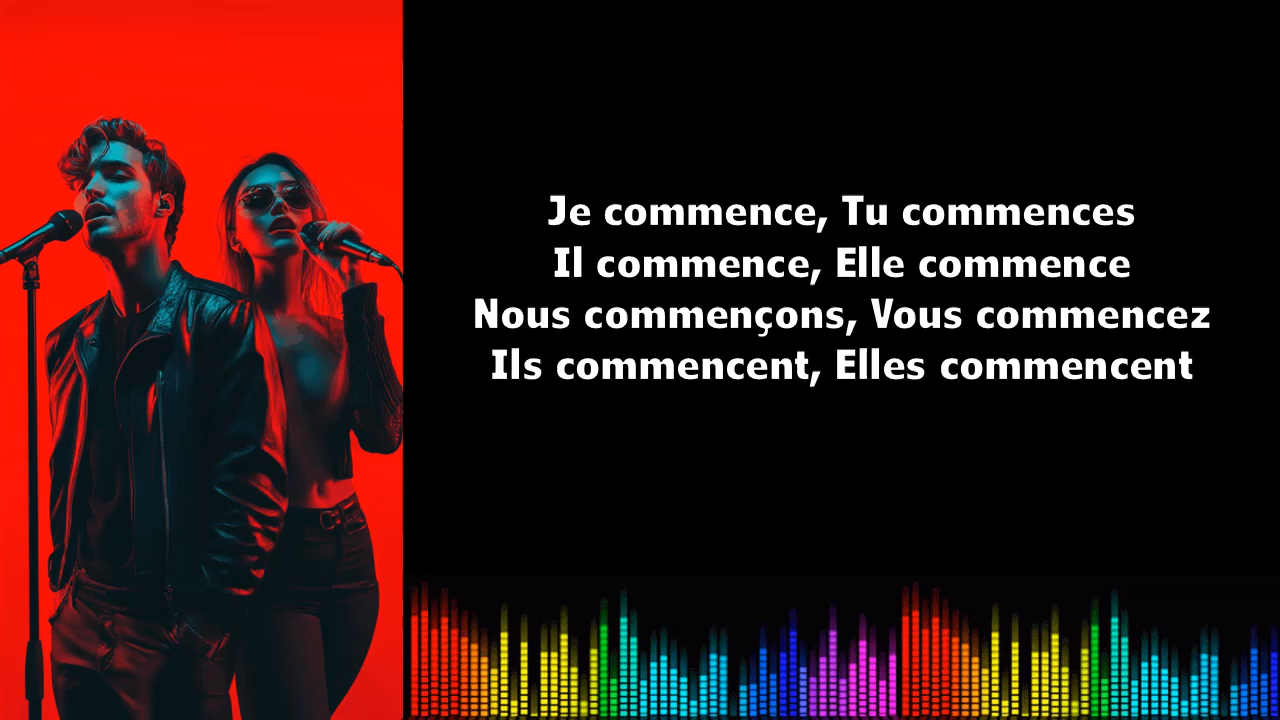 Je commence, Tu commences
Il commence, Elle commence
Nous commençons, Vous commencez
Ils commencent, Elles commencent